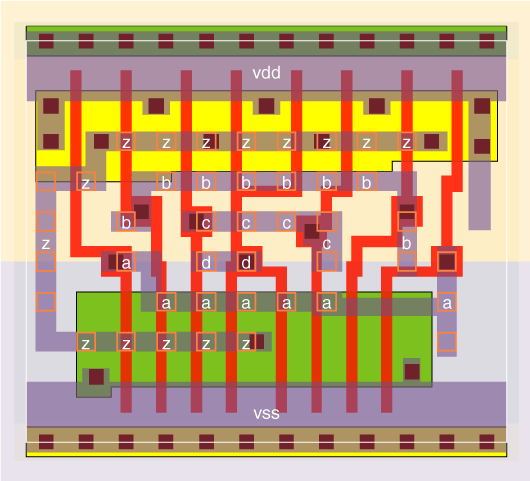 vdd
z z z z z z z z
z b b b b b b
b c c c
z c b
a d d
a a a a a a
z z z z z
vss